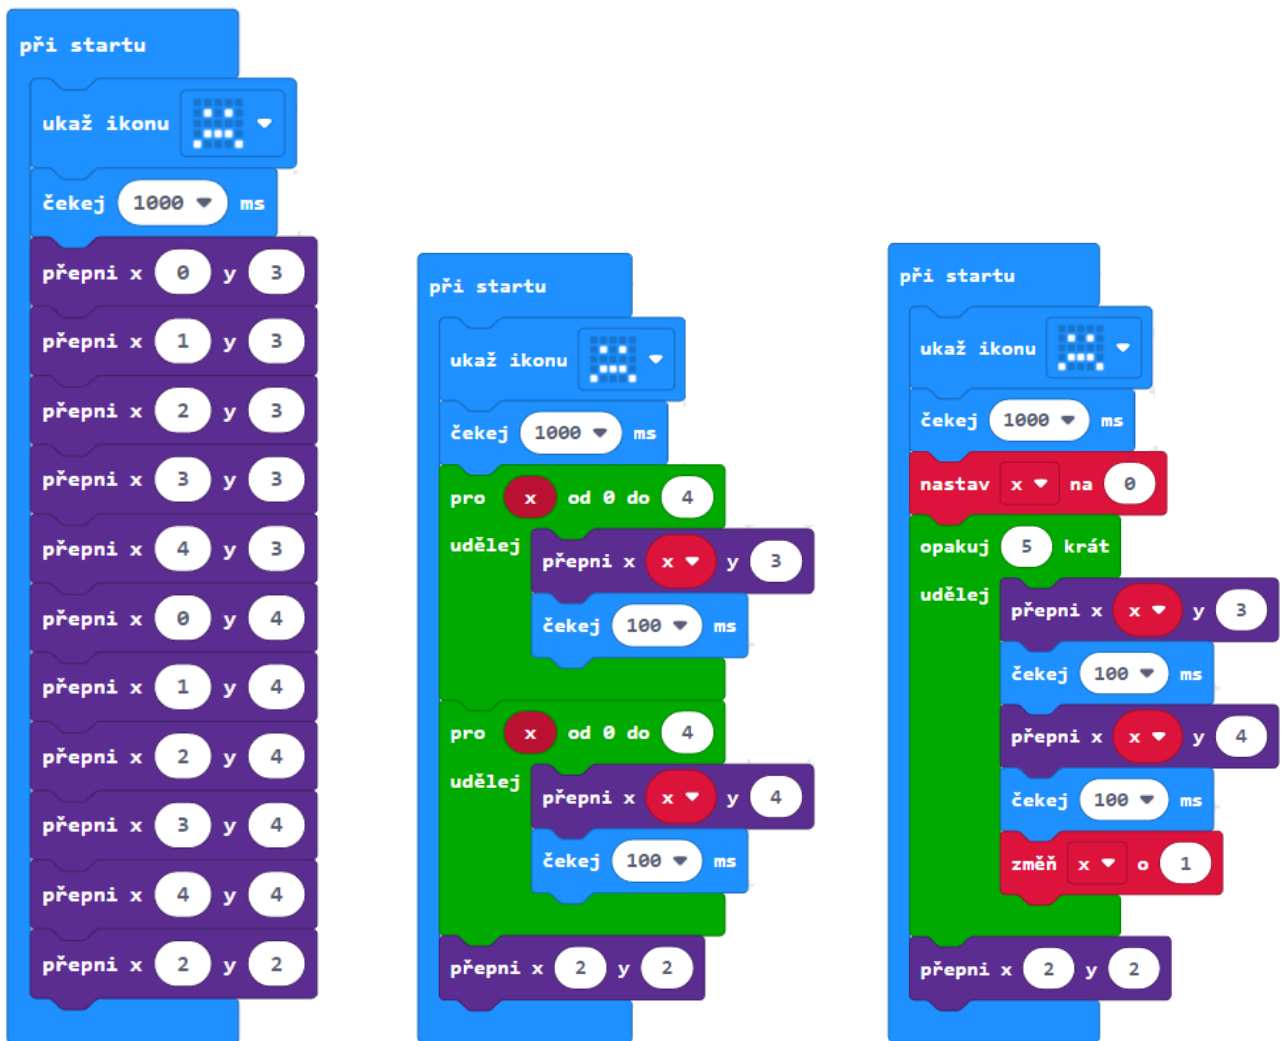 při startu
ukaž ikonu
čekej 1000 ms
přepni x 0 y 3
přepni x 1 y 3
přepni x 2 y 3
přepni x 3 y 3
přepni x 4 y 3
přepni x 0 y 4
přepni x 1 y 4
přepni x 2 y 4
přepni x 3 y 4
přepni x 4 y 4
přepni x 2 y 2
při startu
ukaž ikonu
čekej 1000 ms
pro x od 0 do 4
udělej
přepni x x y 3
čekej 100 ms
pro x od 0 do 4
udělej
přepni x x y 4
čekej 100 ms
přepni x 2 y 2
při startu
ukaž ikonu
čekej 1000 ms
nastav x na 0
opakuj 5 krát
udělej
přepni x x y 3
čekej 100 ms
přepni x x y 4
čekej 100 ms
změň x o 1
přepni x 2 y 2